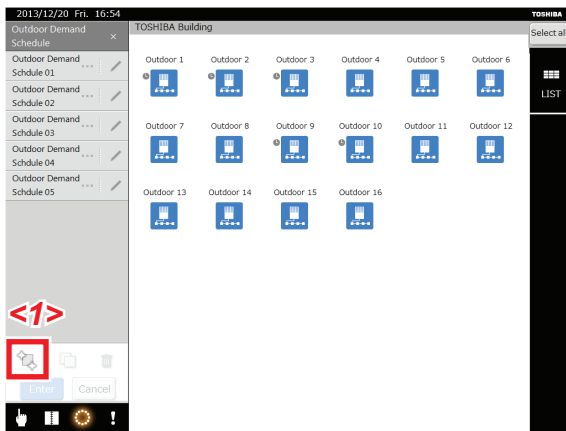 2013/12/20 Fri. 16:54
TOSHIBA
Outdoor Demand
Schedule
×
TOSHIBA Building
Select all
Outdoor Demand
Schdule 01
Outdoor Demand
Schdule 02
Outdoor Demand
Schdule 03
Outdoor Demand
Schdule 04
Outdoor Demand
Schdule 05
Outdoor 1 Outdoor 2 Outdoor 3 Outdoor 4 Outdoor 5 Outdoor 6
Outdoor 7 Outdoor 8 Outdoor 9 Outdoor 10 Outdoor 11 Outdoor 12
Outdoor 13 Outdoor 14 Outdoor 15 Outdoor 16
LIST
<1>
Enter Cancel